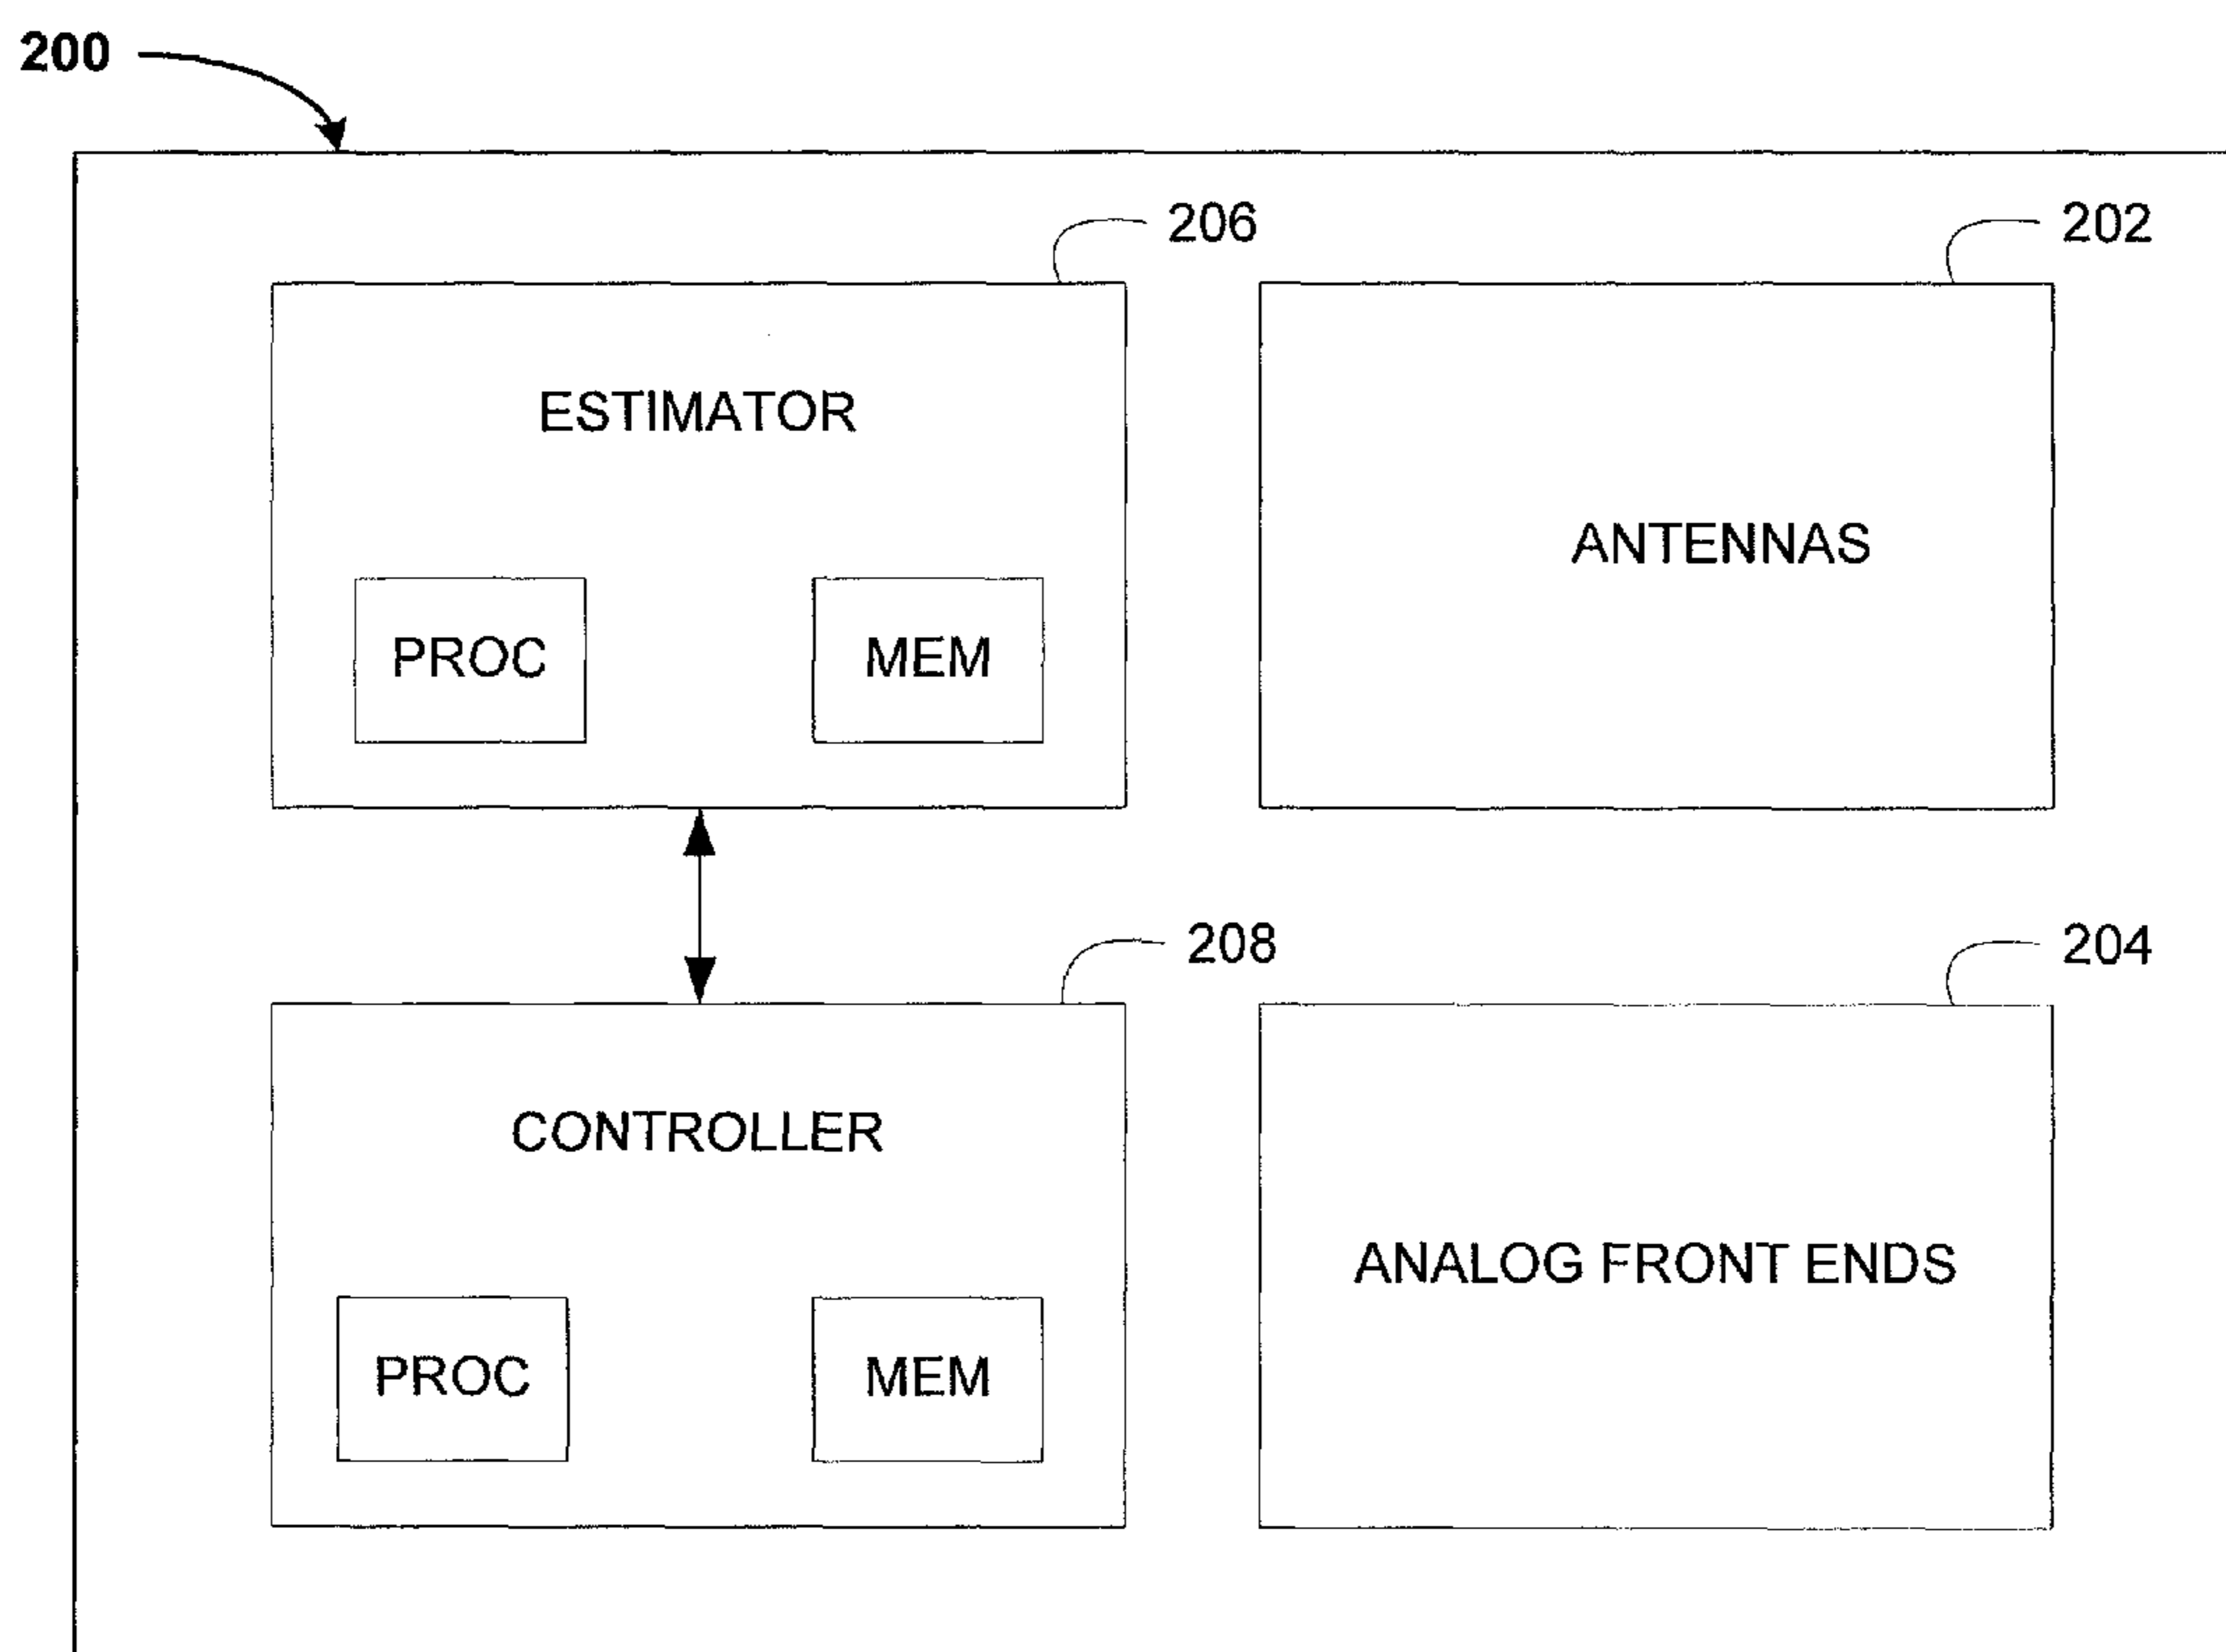 200
206
202
ESTIMATOR
ANTENNAS
PROC
MEM
208
204
CONTROLLER
ANALOG FRONT ENDS
PROC
MEM